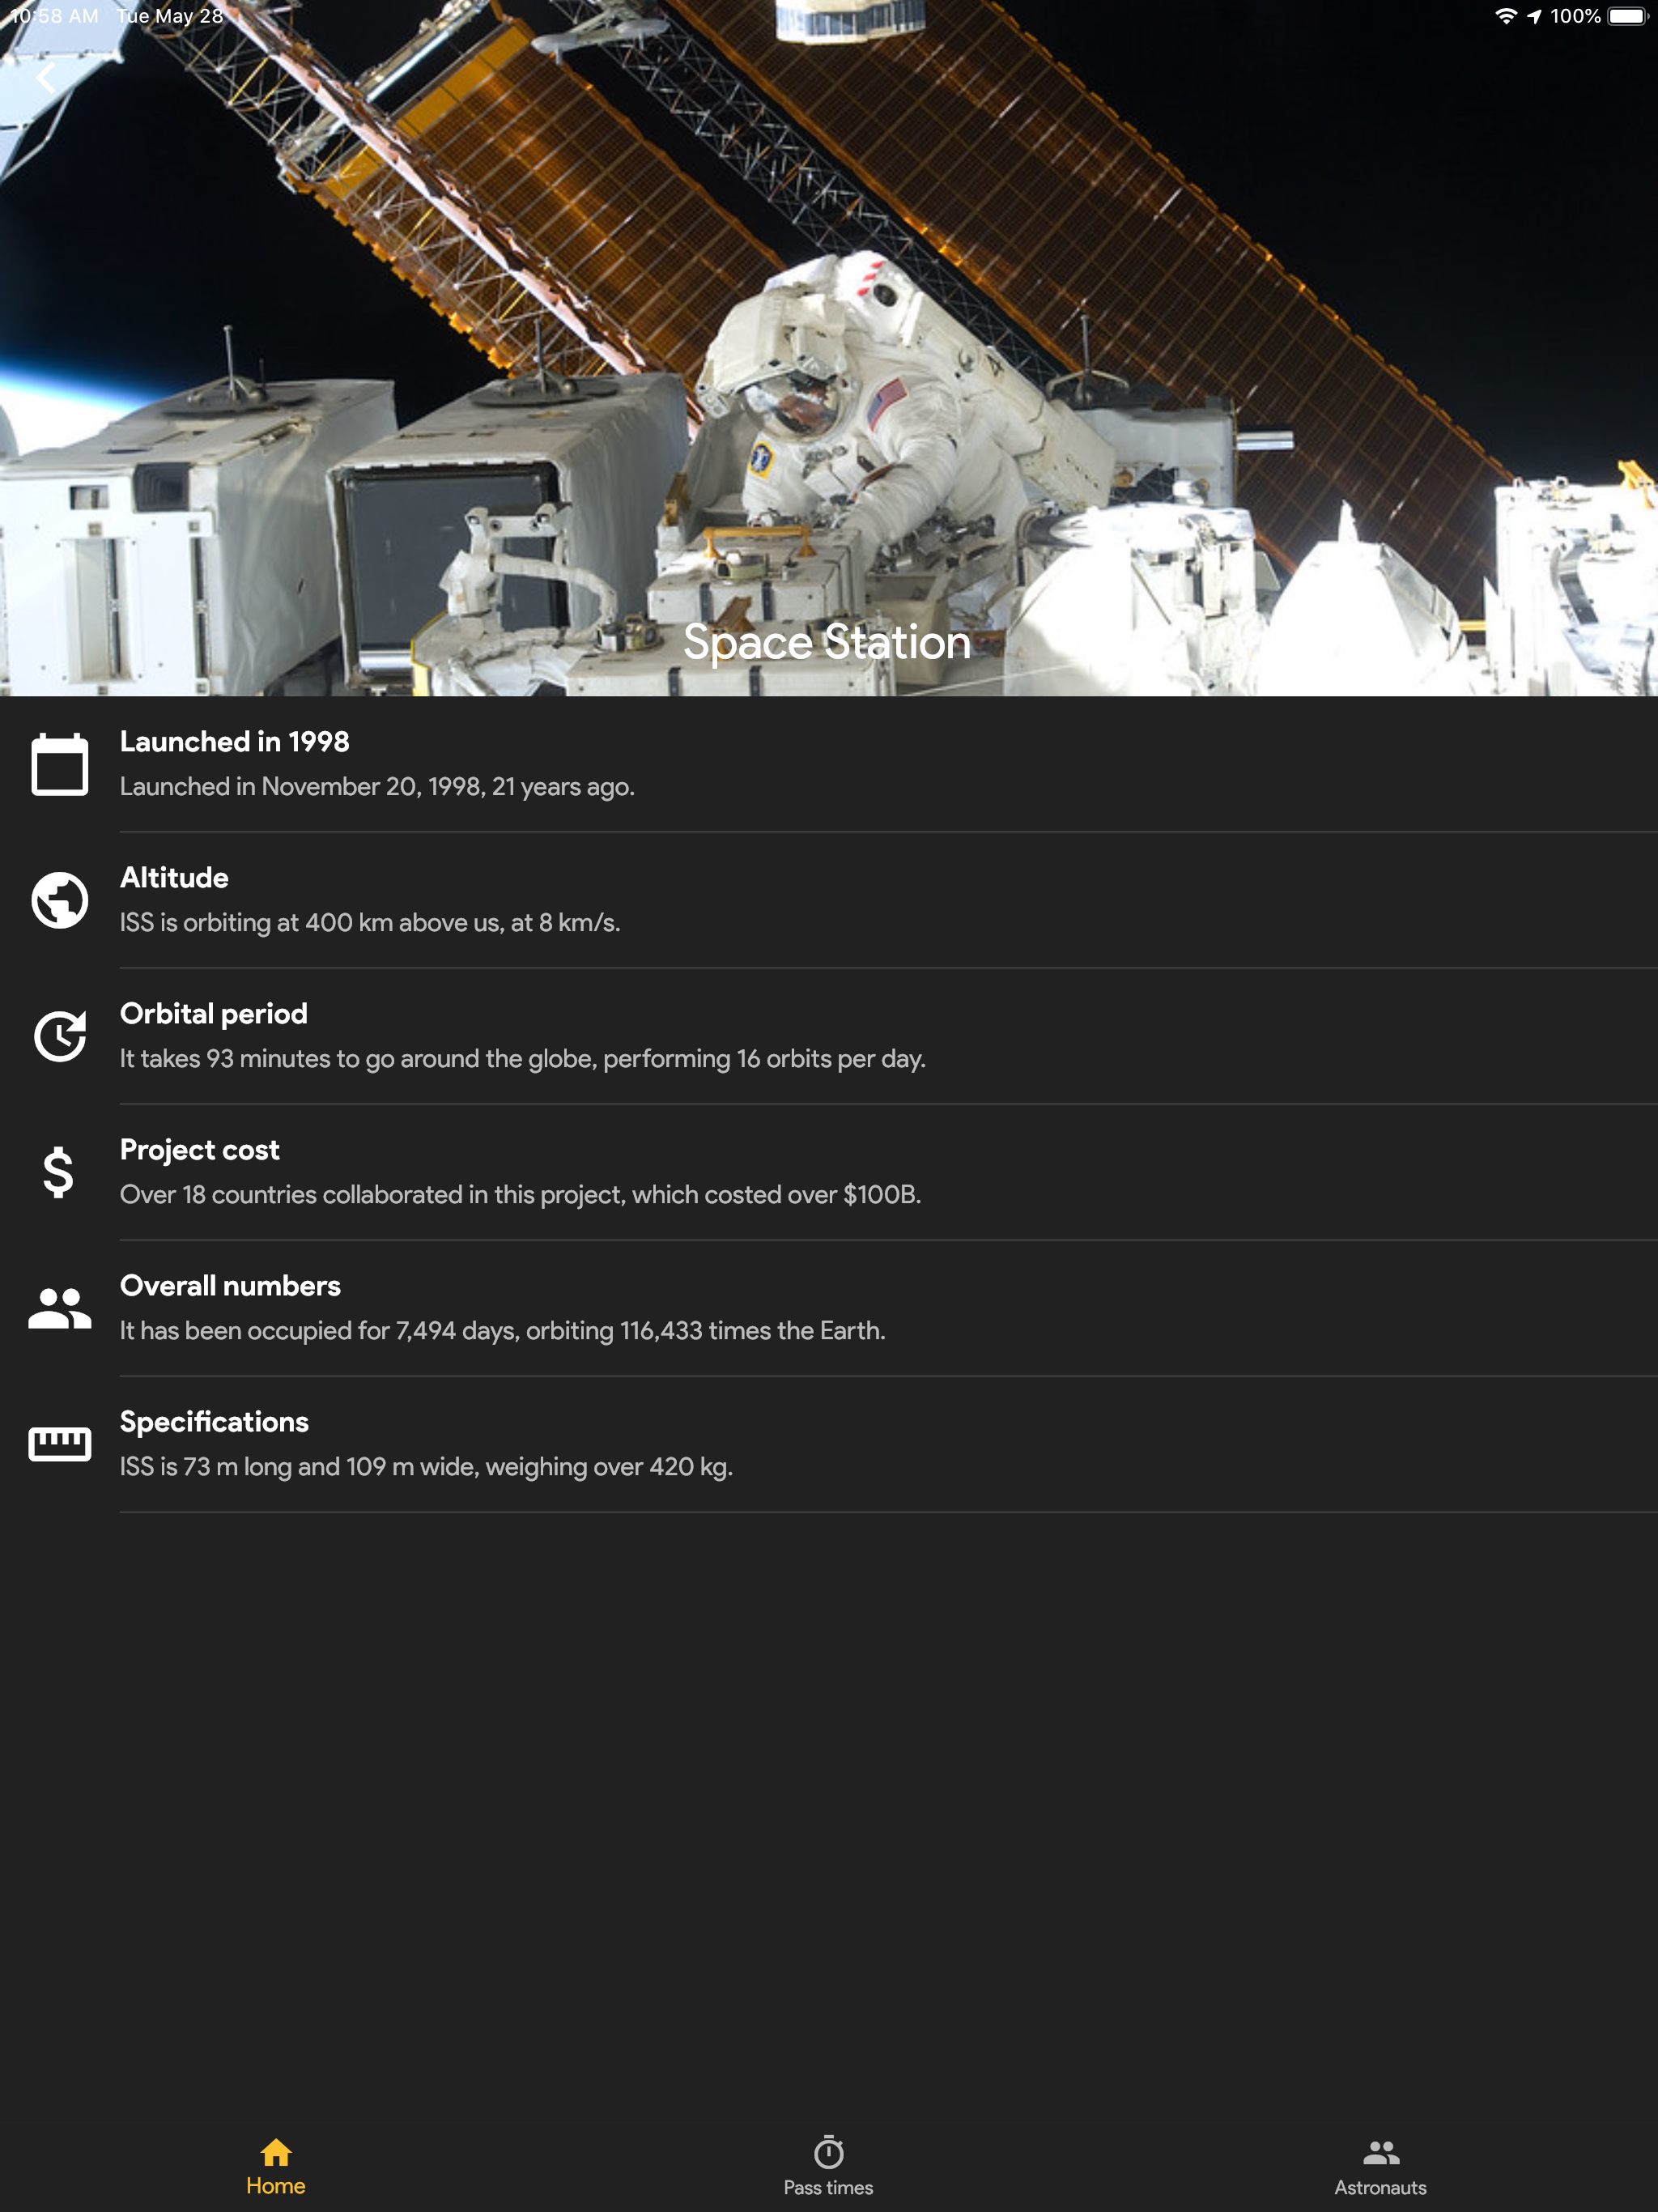 10:58 AM Tue May 28
100%
Space Station
Launched in 1998
Launched in November 20, 1998, 21 years ago.
Altitude
ISS is orbiting at 400 km above us, at 8 km/s.
Orbital period
It takes 93 minutes to go around the globe, performing 16 orbits per day.
Project cost
Over 18 countries collaborated in this project, which costed over $100B.
Overall numbers
It has been occupied for 7,494 days, orbiting 116,433 times the Earth.
Specifications
ISS is 73 m long and 109 m wide, weighing over 420 kg.
Home
Pass times
Astronauts